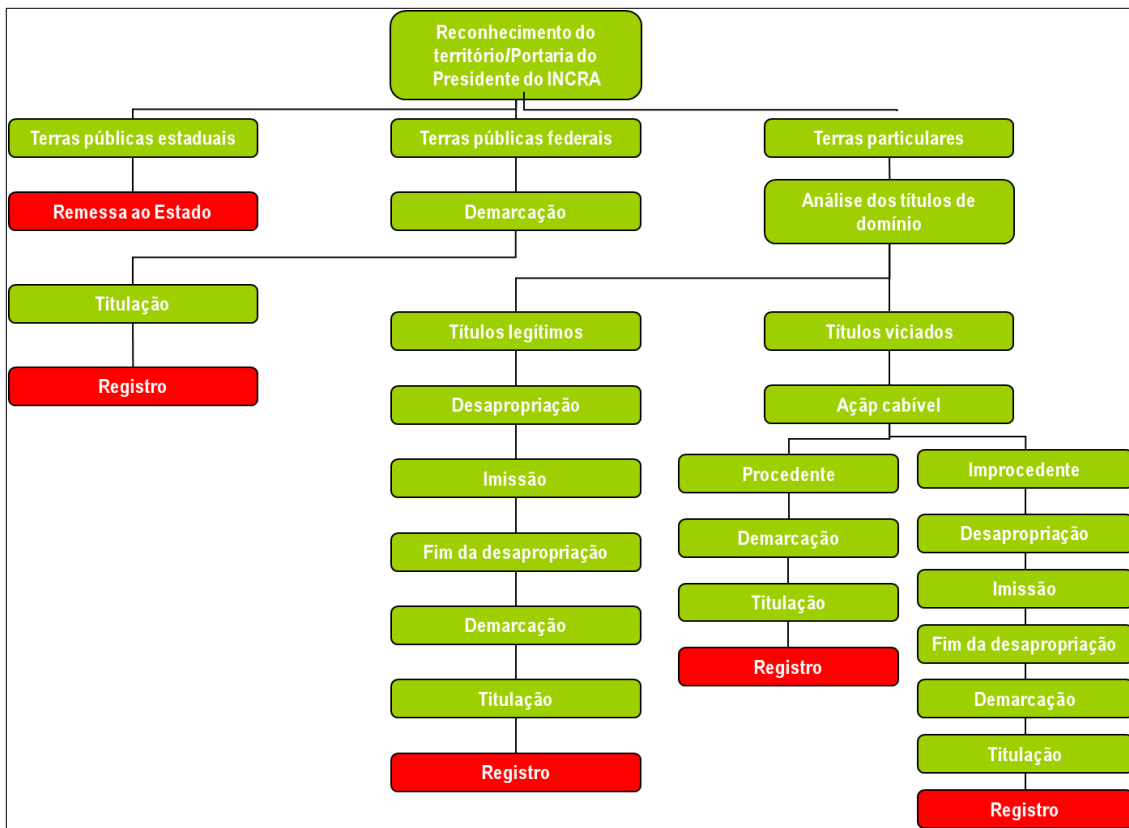 Reconhecimento do
território/Portaria do
Presidente do INCRA
Terras públicas estaduais
Terras públicas federais
Terras particulares
Remessa ao Estado
Demarcação
Análise dos títulos de
domínio
Titulação
Títulos legítimos
Títulos viciados
Registro
Desapropriação
Açãp cabível
Imissão
Procedente
Improcedente
Fim da desapropriação
Demarcação
Desapropriação
Imissão
Demarcação
Titulação
Fim da desapropriação
Titulação
Registro
Demarcação
Registro
Titulação
Registro